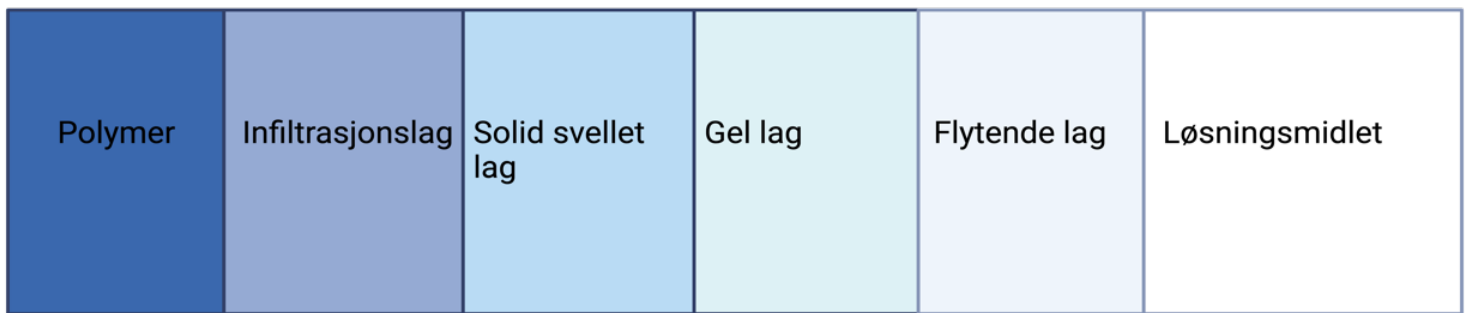 Polymer
Infiltrasjonslag
Solid svellet
lag
Gel lag
Flytende lag
Løsningsmidlet